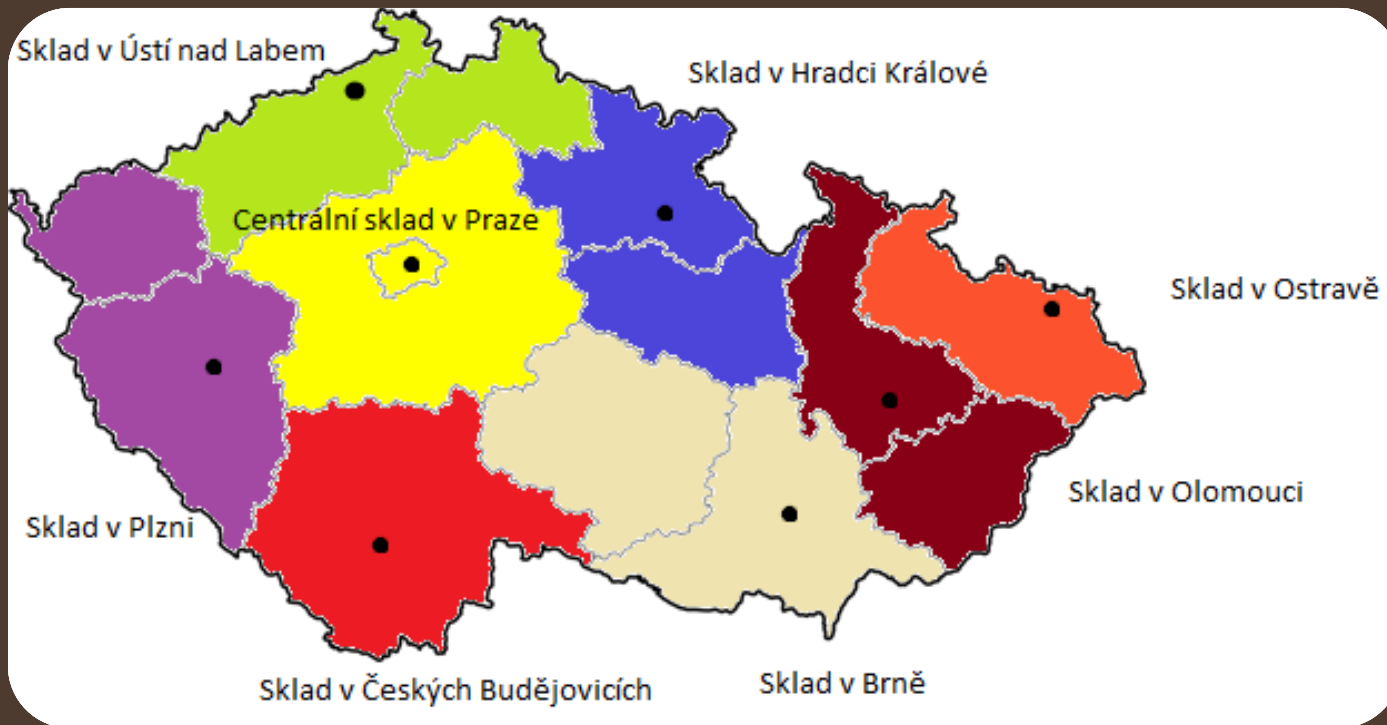 Sklad v Ústí nad Labem
Sklad v Hradci Králové
Centrální sklad v Praze
Sklad v Ostravě
Sklad v Olomouci
Sklad v Plzni
Sklad v Českých Budějovicích
Sklad v Brně